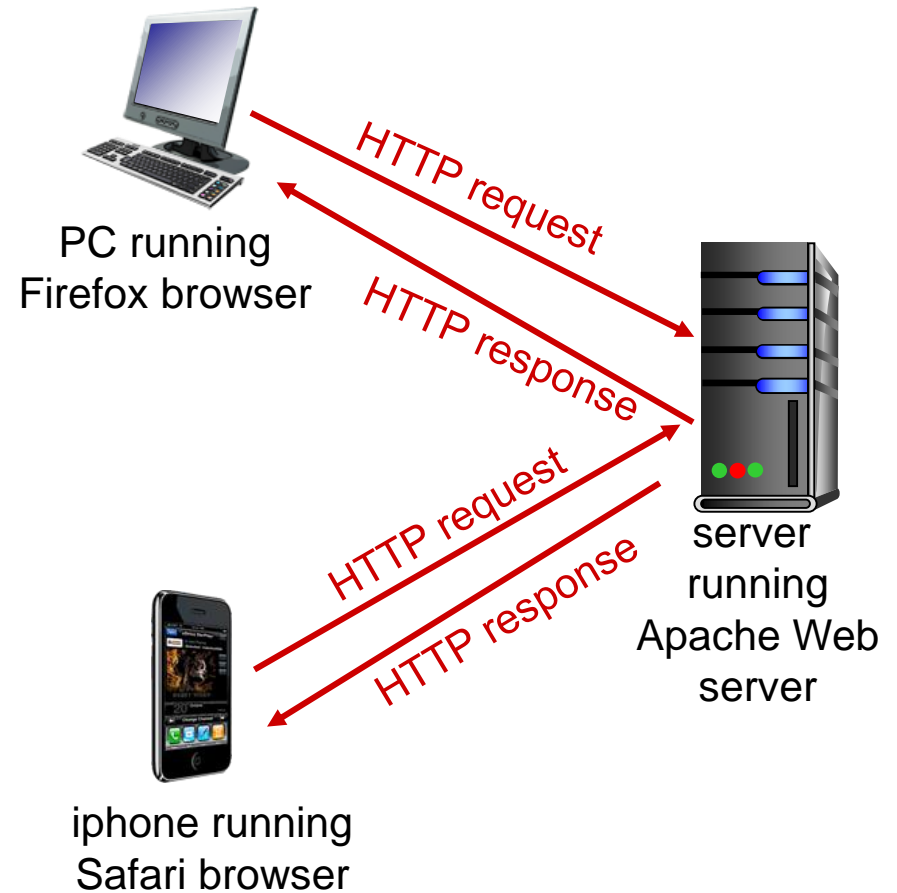 HTTP request
PC running
Firefox browser
HTTP response
HTTP request
server
running
Apache Web
server
HTTP response
iphone running
Safari browser